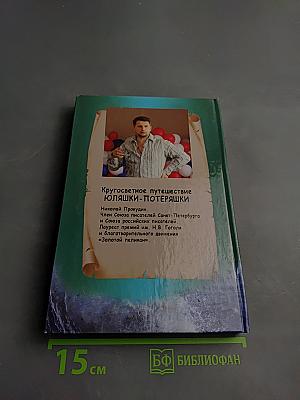 Кругосветное путешествие
ЮЛЯШКИ-ПОТЕРЯШКИ
Николай Прокудин
Член Союза писателей Санкт-Петербурга
и Союза российских писателей.
Лауреат премий им. Н.В. Гоголя
и благотворительного движения
«Золотой пеликан».
15 см
БФ БИБЛИОФАН